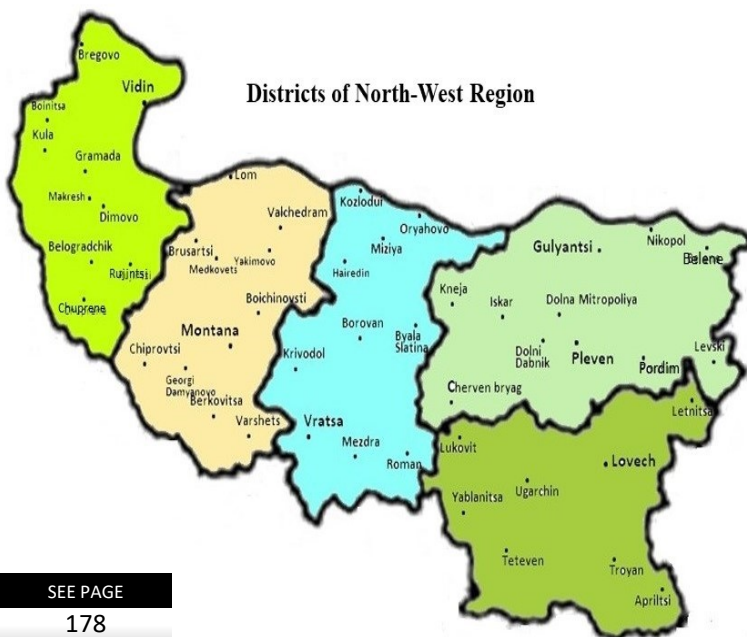 Districts of North-West Region
Bregovo
Vidin
Boinitsa
Kula
Gramada
Makresh
Dimovo
Belogradchik
Rujintsi
Chuprene
Lom
Valchedram
Brusartsi
Medkovets
Yakimovo
Boichinovsti
Montana
Chiprovtsi
Georgi
Damyanovo
Berkovitsa
Varshets
Kozlodui
Oryahovo
Miziya
Hairedin
Borovan
Byala
Slatina
Krivodol
Vratsa
Mezdra
Roman
Nikopol
Gulyantsi
Belene
Kneja
Iskar
Dolna Mitropoliya
Dolni
Dabnik
Pleven
Pordim
Levski
Cherven bryag
Letnitsa
Lukovit
Lovech
Ugarchin
Yablanitsa
Teteven
Troyan
Apriltsi
SEE PAGE
178